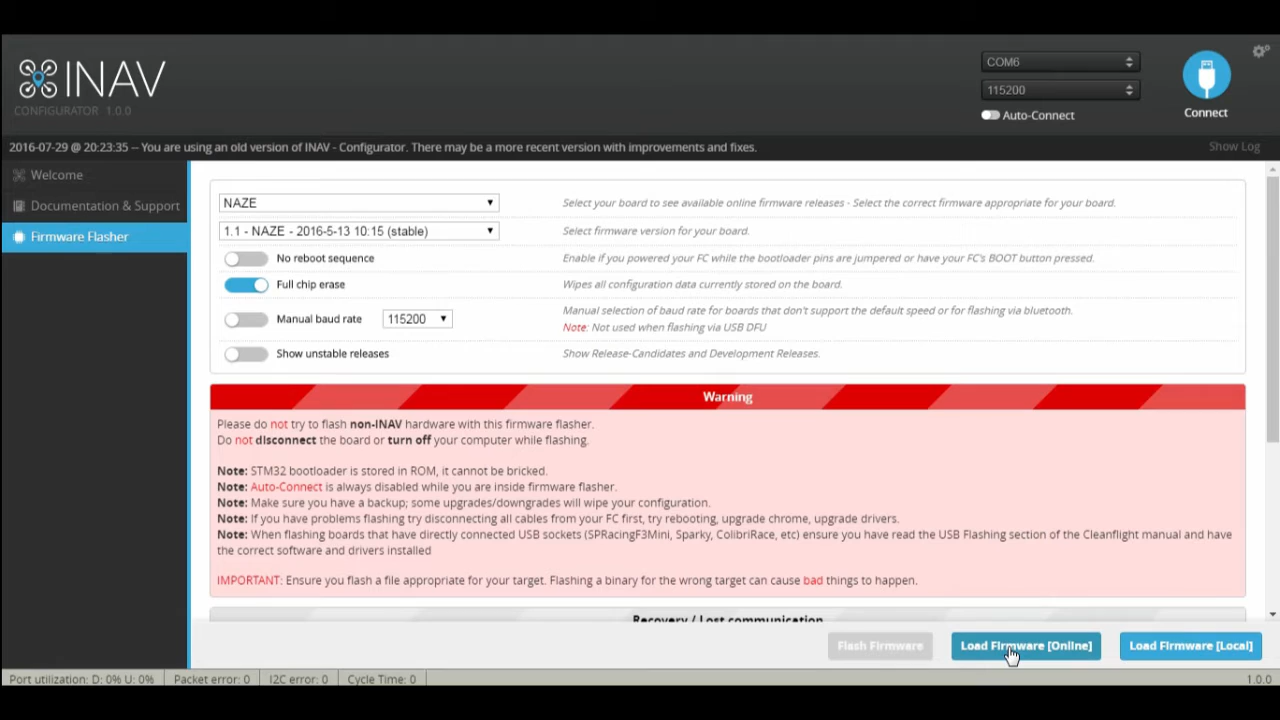 INAV
CONFIGURATOR 1.0.0
COM6
115200
Auto-Connect
Connect
2016-07-29 @ 20:23:35 -- You are using an old version of INAV - Configurator. There may be a more recent version with improvements and fixes.
Show Log
Welcome
Documentation & Support
Firmware Flasher
NAZE
Select your board to see available online firmware releases - Select the correct firmware appropriate for your board.
1.1 - NAZE - 2016-5-13 10:15 (stable)
Select firmware version for your board.
No reboot sequence
Enable if you powered your FC while the bootloader pins are jumpered or have your FC's BOOT button pressed.
Full chip erase
Wipes all configuration data currently stored on the board.
Manual baud rate
115200
Manual selection of baud rate for boards that don't support the default speed or for flashing via bluetooth.
Note: Not used when flashing via USB DFU
Show unstable releases
Show Release-Candidates and Development Releases.
Warning
Please do not try to flash non-INAV hardware with this firmware flasher.
Do not disconnect the board or turn off your computer while flashing.
Note: STM32 bootloader is stored in ROM, it cannot be bricked.
Note: Auto-Connect is always disabled while you are inside firmware flasher.
Note: Make sure you have a backup; some upgrades/downgrades will wipe your configuration.
Note: If you have problems flashing try disconnecting all cables from your FC first, try rebooting, upgrade chrome, upgrade drivers.
Note: When flashing boards that have directly connected USB sockets (SPRacingF3Mini, Sparky, ColibriRace, etc) ensure you have read the USB Flashing section of the Cleanflight manual and have
the correct software and drivers installed
IMPORTANT: Ensure you flash a file appropriate for your target. Flashing a binary for the wrong target can cause bad things to happen.
Recovery / Lost communication
Flash Firmware
Load Firmware [Online]
Load Firmware [Local]
Port utilization: D: 0% U: 0%
Packet error: 0
I2C error: 0
Cycle Time: 0
1.0.0